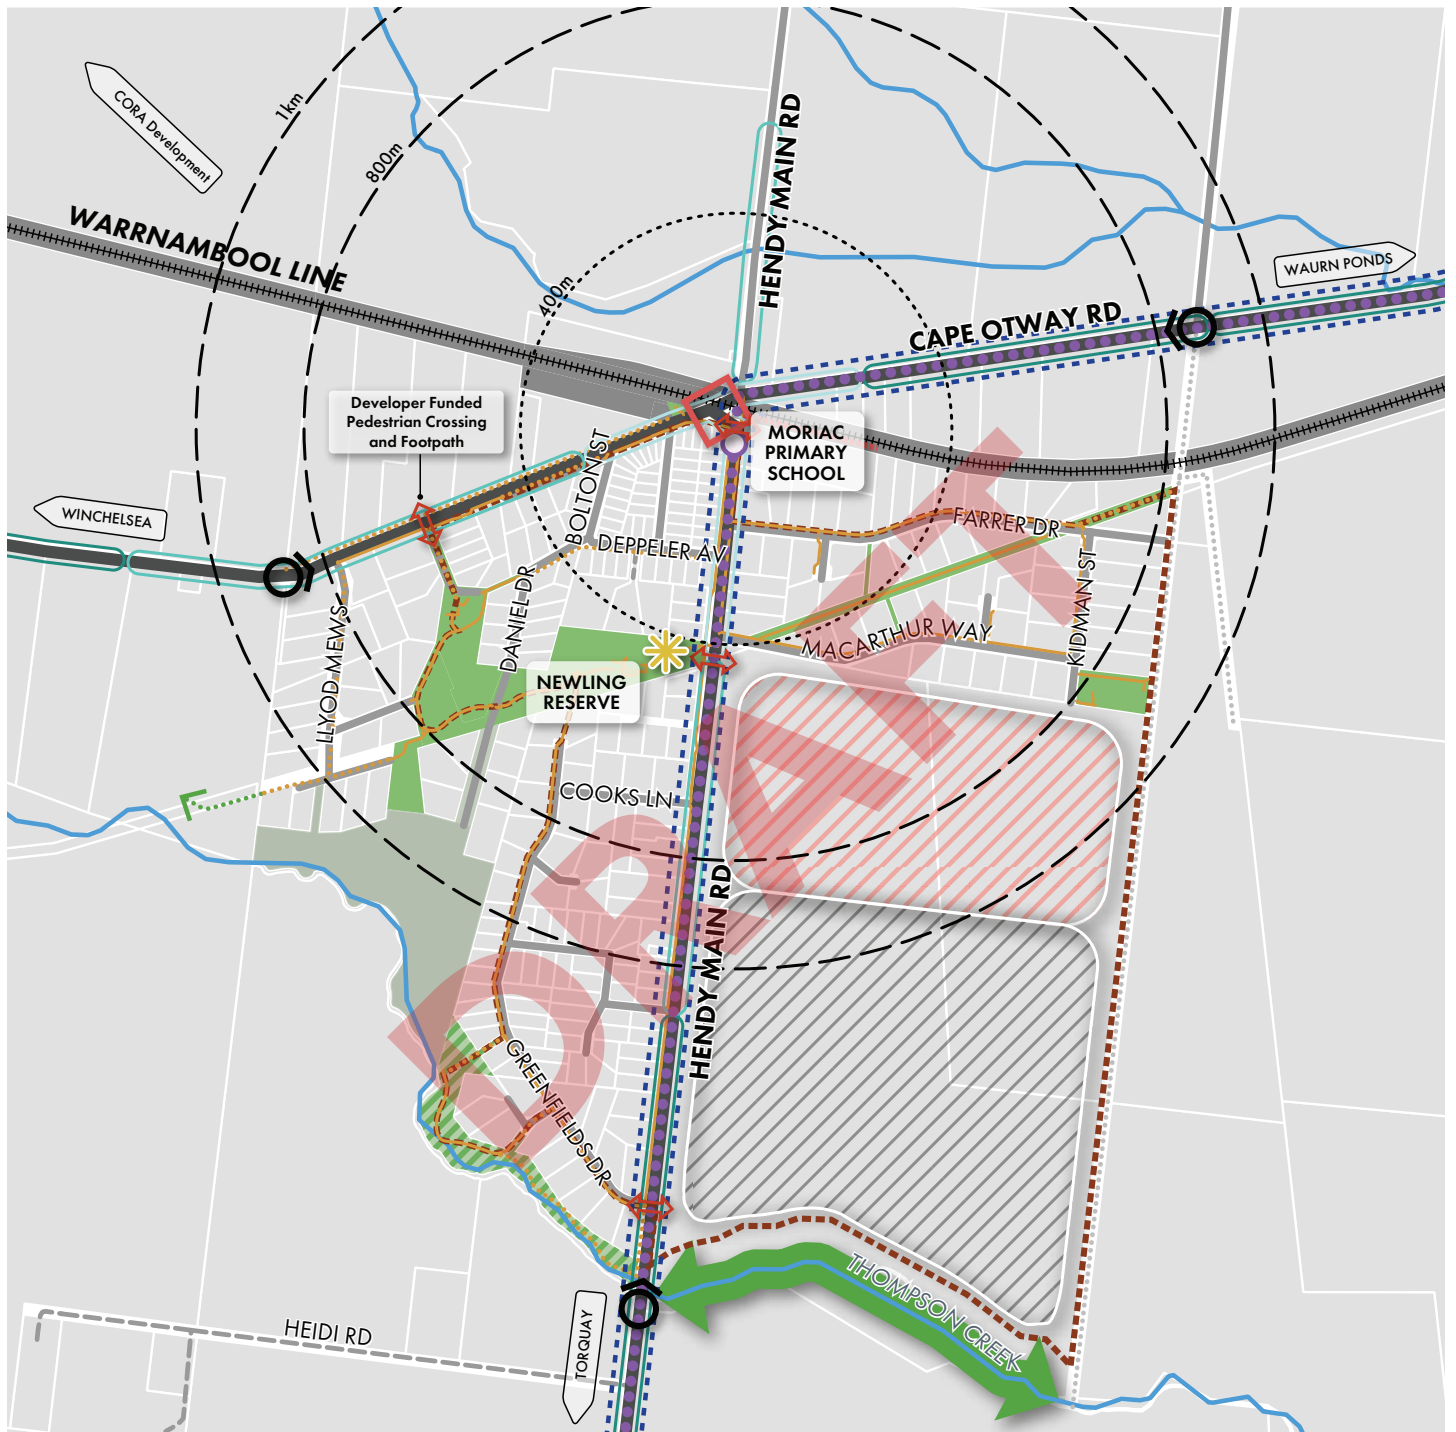 1km
CORA Development
800m
HENDY MAIN RD
WARRNAMBOOL LINE
400m
WAURN PONDS
CAPE OTWAY RD
Developer Funded
Pedestrian Crossing
and Footpath
MORIAC
PRIMARY
SCHOOL
BOLTON ST
WINCHELSEA
FARRER DR
DEPPELER AV
KIDMAN ST
DANIEL DR
LLYOD MEWS
MACARTHUR WAY
NEWLING
RESERVE
COOKS LN
DRAFT
HENDY MAIN RD
GREENFIELDS DR
THOMPSON CREEK
HEIDI RD
TORQUAY